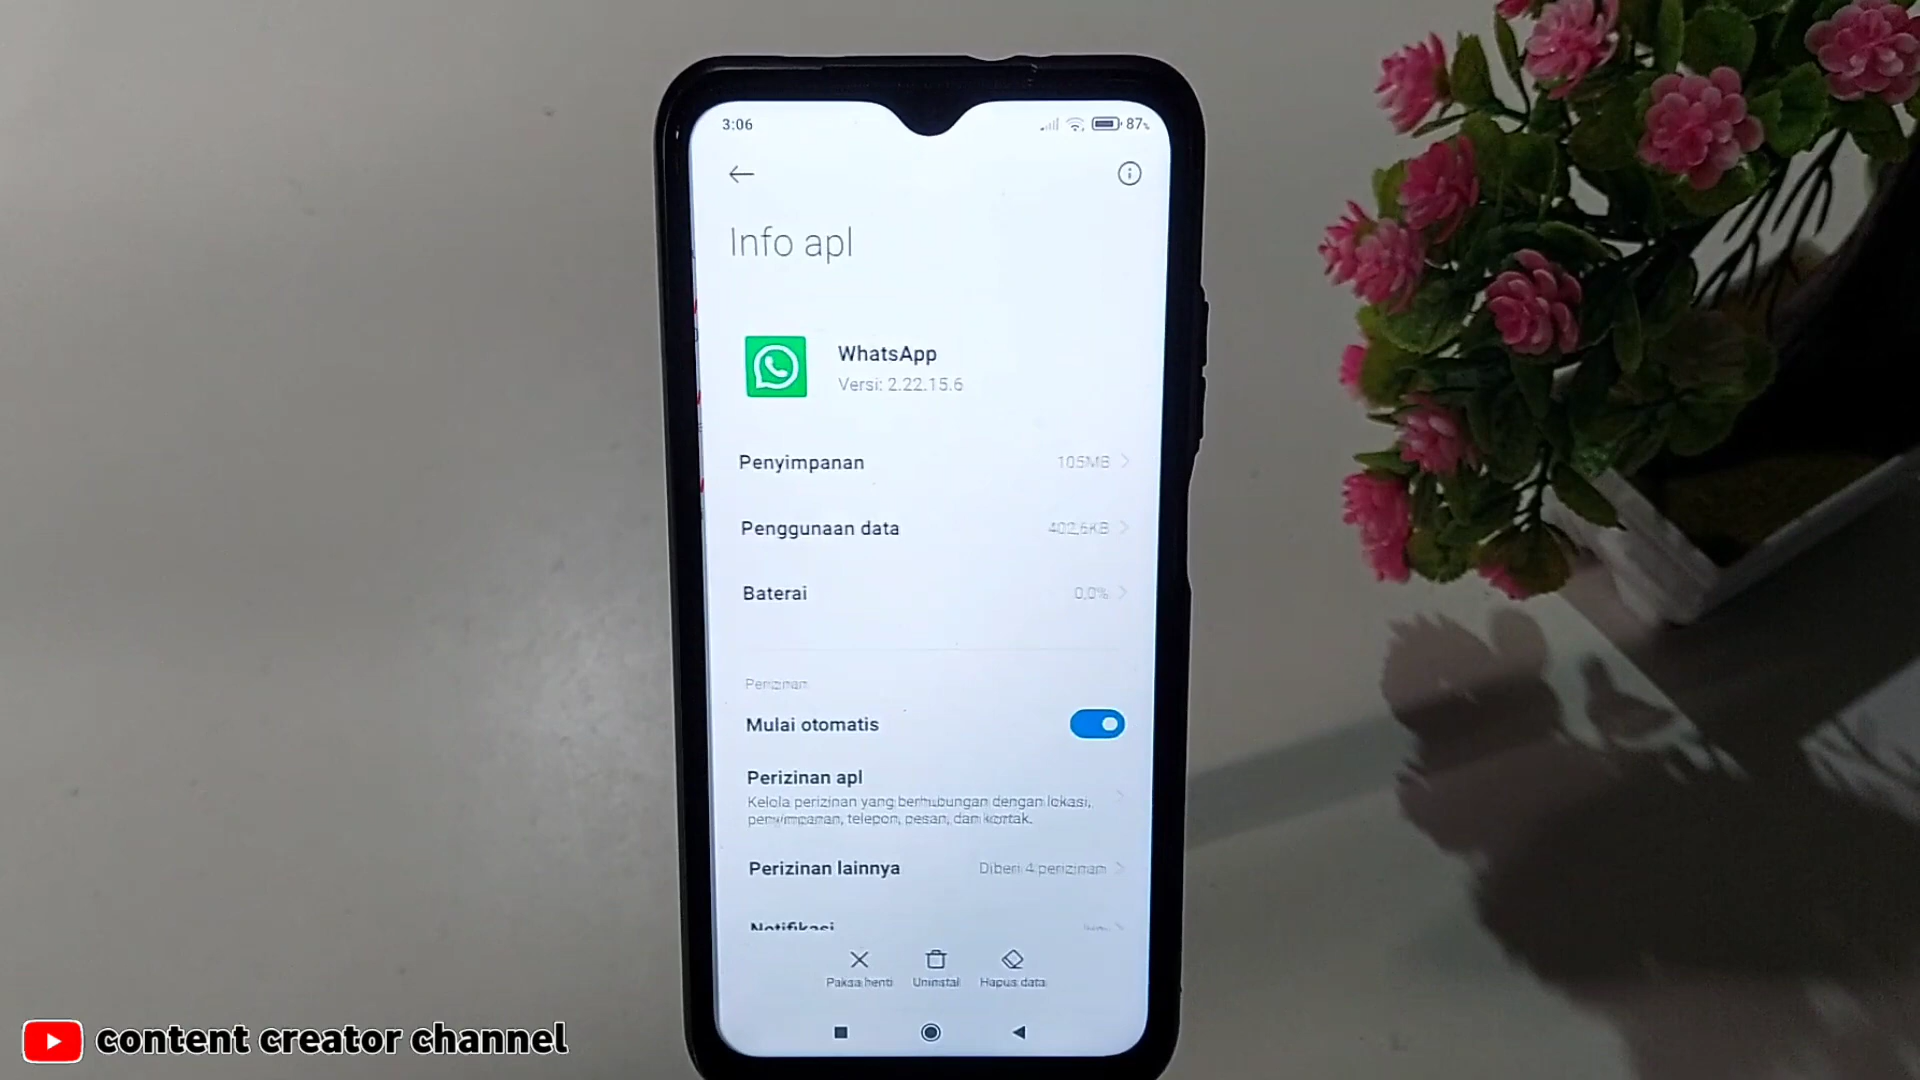 3:06
87%
Info apl
WhatsApp
Versi: 2.22.15.6
Penyimpanan 105MB
Penggunaan data 402,6KB
Baterai 0,0%
Perizinan
Mulai otomatis
Perizinan apl
Kelola perizinan yang berhubungan dengan lokasi,
penyimpanan, telepon, pesan, dan kontak.
Perizinan lainnya Diberi 4 perizinan
Notifikasi
Paksa henti Uninstal Hapus data
content creator channel